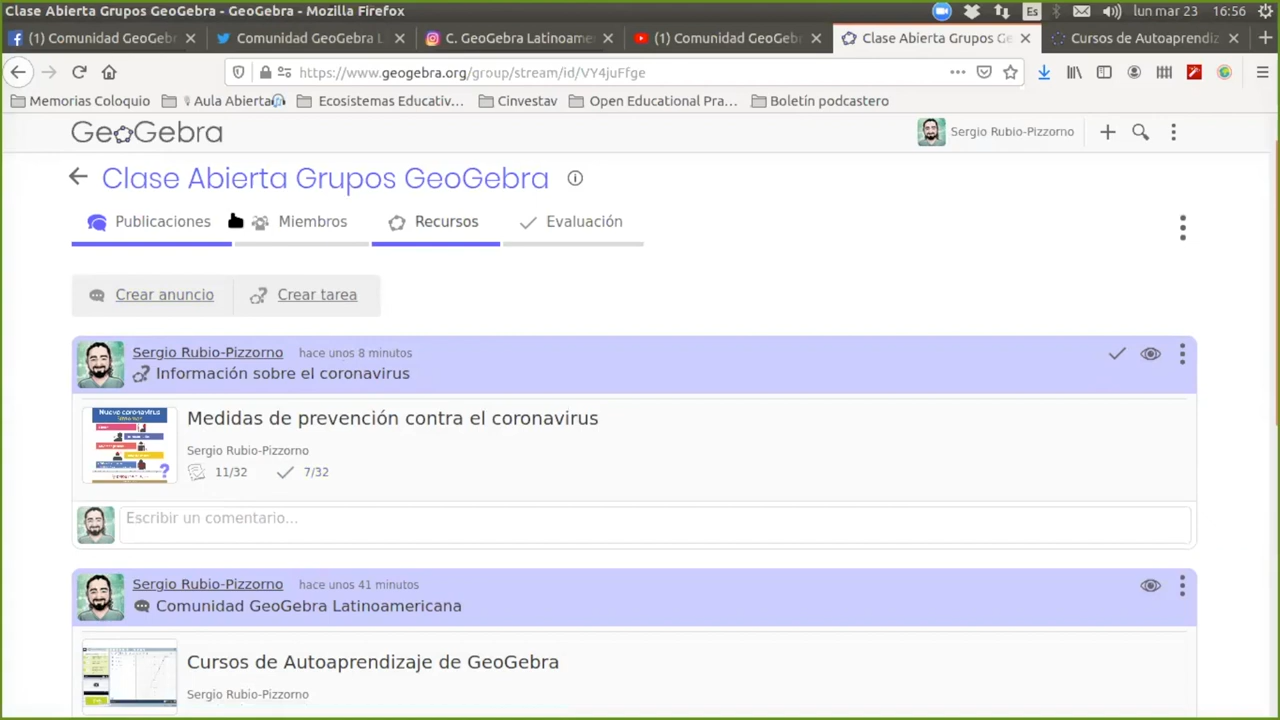 Clase Abierta Grupos GeoGebra - GeoGebra - Mozilla Firefox
Es
lun mar 23
16:56
(1) Comunidad GeoGebr
Comunidad GeoGebra L
C. GeoGebra Latinoame
(1) Comunidad GeoGeb
Clase Abierta Grupos Ge
Cursos de Autoaprendiz
https://www.geogebra.org/group/stream/id/VY4juFfge
Memorias Coloquio
Aula Abierta
Ecosistemas Educativ...
Cinvestav
Open Educational Pra...
Boletín podcastero
GeoGebra
Sergio Rubio-Pizzorno
Clase Abierta Grupos GeoGebra
Publicaciones
Miembros
Recursos
Evaluación
Crear anuncio
Crear tarea
Sergio Rubio-Pizzorno hace unos 8 minutos
Información sobre el coronavirus
Nuevo coronavirus
Medidas de prevención contra el coronavirus
Sergio Rubio-Pizzorno
11/32 7/32
Escribir un comentario...
Sergio Rubio-Pizzorno hace unos 41 minutos
Comunidad GeoGebra Latinoamericana
Cursos de Autoaprendizaje de GeoGebra
Sergio Rubio-Pizzorno